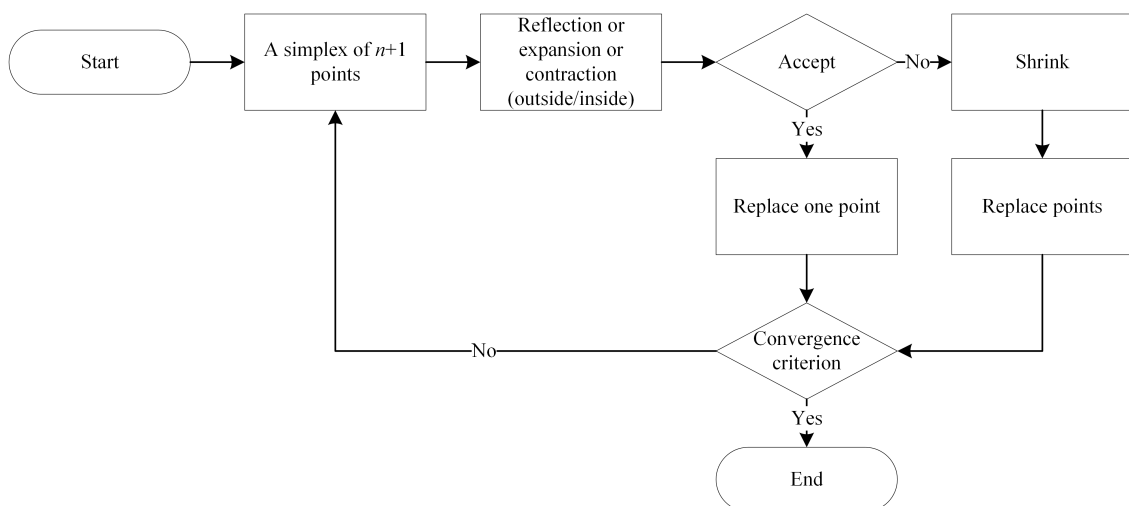 Start
A simplex of n+1
points
Reflection or
expansion or
contraction
(outside/inside)
Accept
No
Shrink
Yes
Replace one point
Replace points
Convergence
criterion
No
Yes
End